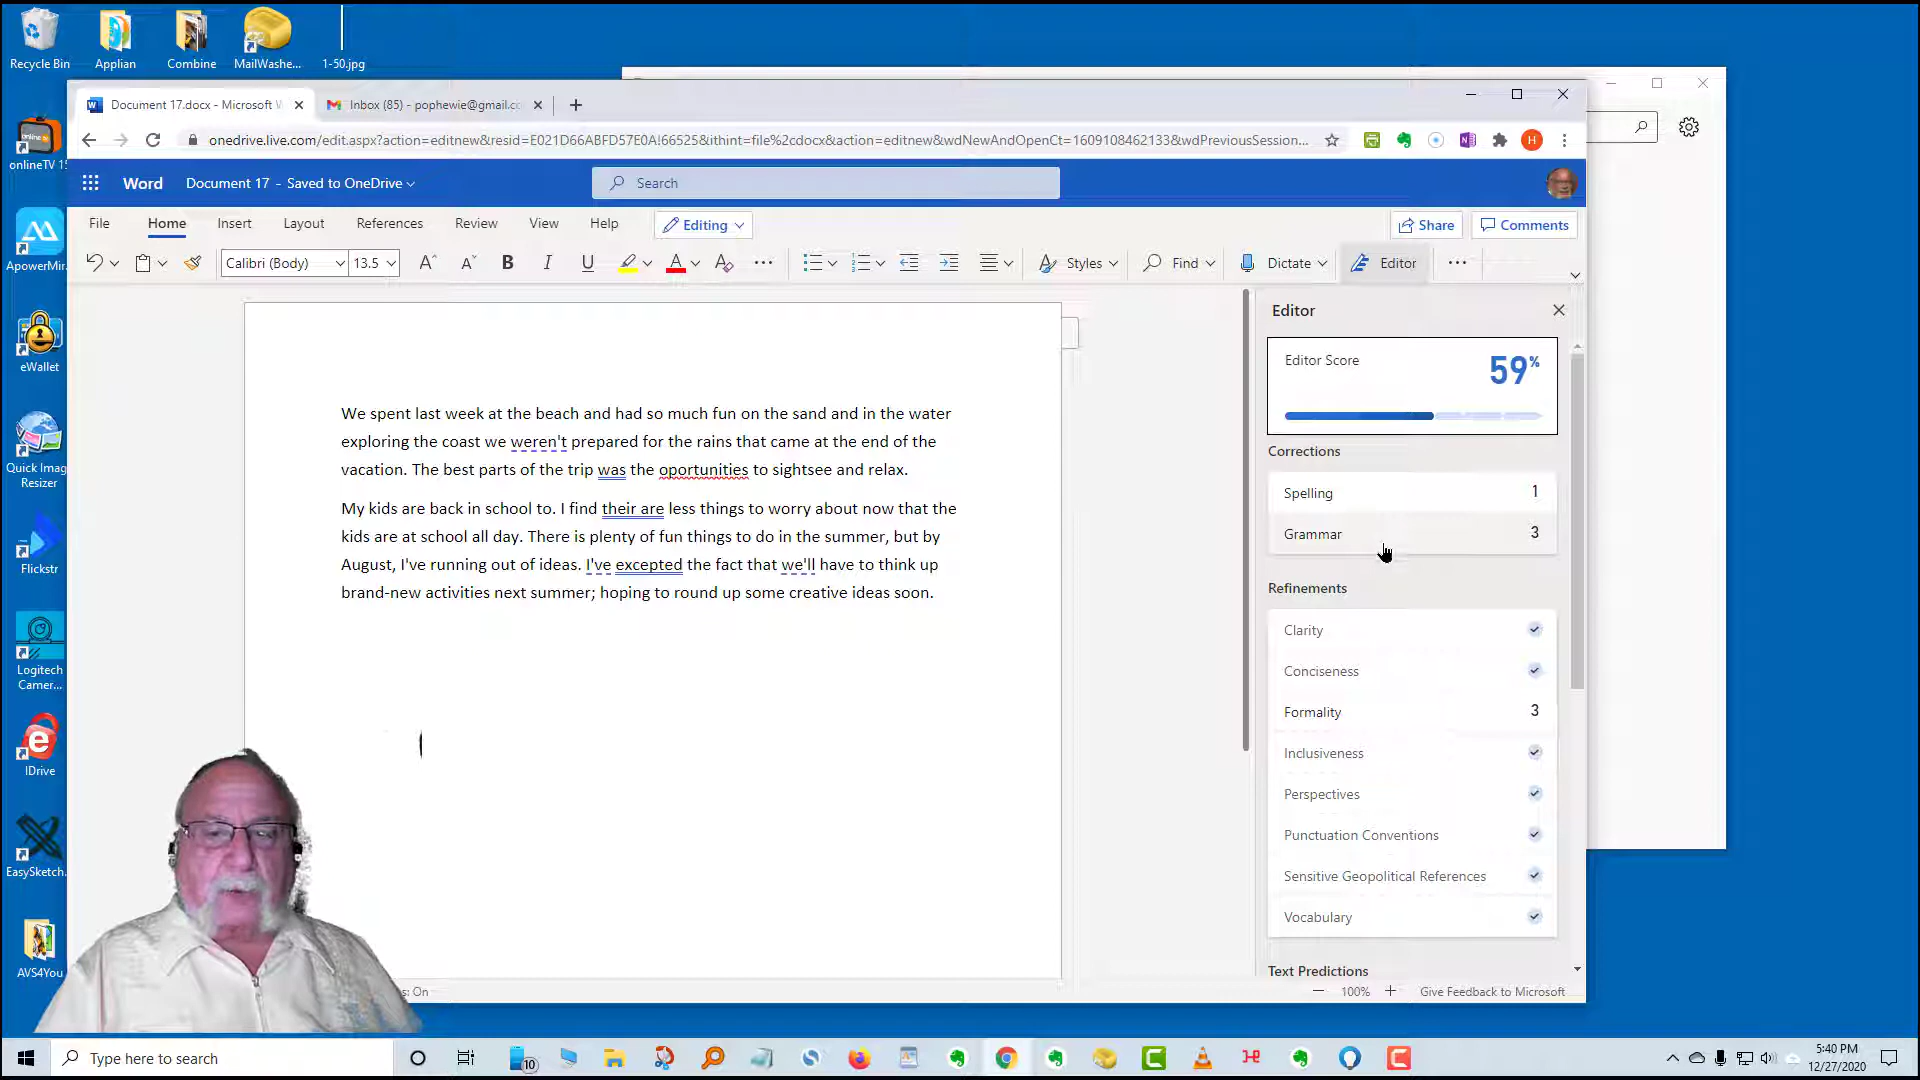 Recycle Bin
Applian
Combine
MailWashe...
1-50.jpg
onlineTV 15
ApowerMir...
eWallet
Quick Imag
Resizer
Flickstr
Logitech
Camer...
IDrive
EasySketch.
AVS4You
Document 17.docx - Microsoft W
Inbox (85) - pophewie@gmail.co
onedrive.live.com/edit.aspx?action=editnew&resid=E021D66ABFD57E0A!66525&ithint=file%2cdocx&action=editnew&wdNewAndOpenCt=1609108462133&wdPreviousSession...
H
Word
Document 17 - Saved to OneDrive
Search
File
Home
Insert
Layout
References
Review
View
Help
Editing
Share
Comments
Calibri (Body)
13.5
B
I
U
Styles
Find
Dictate
Editor
We spent last week at the beach and had so much fun on the sand and in the water
exploring the coast we weren't prepared for the rains that came at the end of the
vacation. The best parts of the trip was the oportunities to sightsee and relax.
My kids are back in school to. I find their are less things to worry about now that the
kids are at school all day. There is plenty of fun things to do in the summer, but by
August, I've running out of ideas. I've excepted the fact that we'll have to think up
brand-new activities next summer; hoping to round up some creative ideas soon.
Editor
Editor Score
59%
Corrections
Spelling 1
Grammar 3
Refinements
Clarity
Conciseness
Formality 3
Inclusiveness
Perspectives
Punctuation Conventions
Sensitive Geopolitical References
Vocabulary
Text Predictions
s: On
100%
Give Feedback to Microsoft
Type here to search
10
5:40 PM
12/27/2020